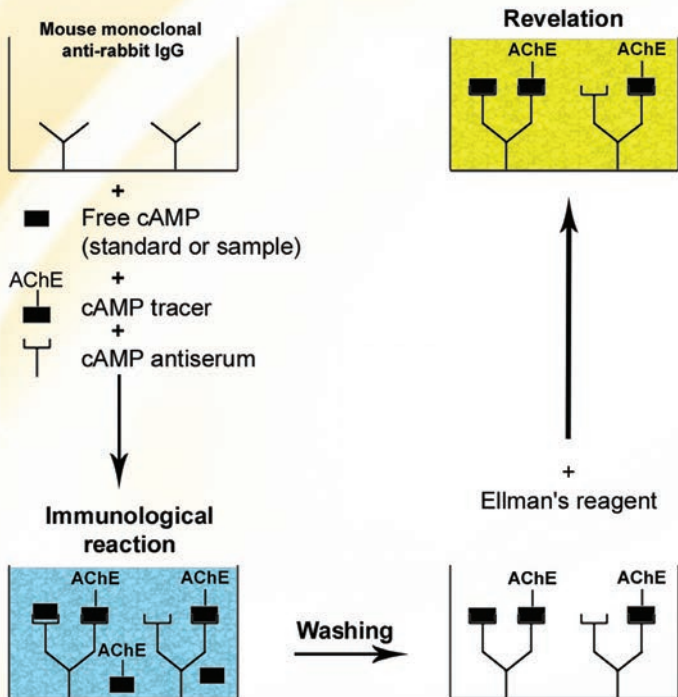 Mouse monoclonal
anti-rabbit IgG
+
Free cAMP
(standard or sample)
+
AChE
cAMP tracer
+
cAMP antiserum
Immunological
reaction
AChE
AChE
AChE
Washing
AChE
AChE
+
Ellman's reagent
Revelation
AChE
AChE